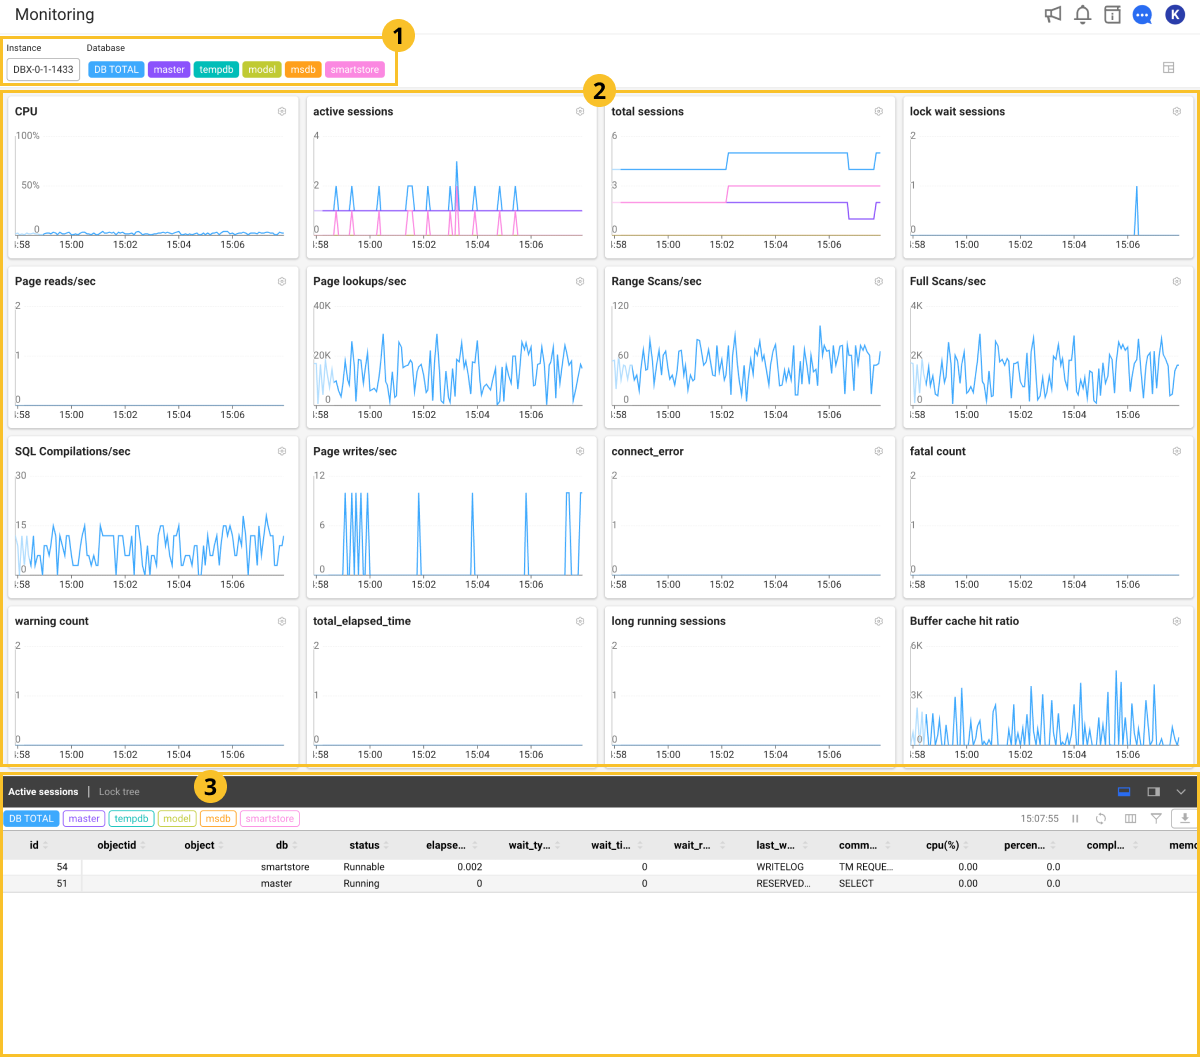 Monitoring
K
1
Instance
Database
DBX-0-1-1433
DB TOTAL
master
tempdb
model
msdb
smartstore
2
CPU
100%
50%
0
:58 15:00 15:02 15:04 15:06
active sessions
4
2
0
:58 15:00 15:02 15:04 15:06
total sessions
6
3
0
:58 15:00 15:02 15:04 15:06
lock wait sessions
2
1
0
:58 15:00 15:02 15:04 15:06
Page reads/sec
2
1
0
:58 15:00 15:02 15:04 15:06
Page lookups/sec
40K
20K
0
:58 15:00 15:02 15:04 15:06
Range Scans/sec
120
60
0
:58 15:00 15:02 15:04 15:06
Full Scans/sec
4K
2K
0
:58 15:00 15:02 15:04 15:06
SQL Compilations/sec
30
15
0
:58 15:00 15:02 15:04 15:06
Page writes/sec
12
6
0
:58 15:00 15:02 15:04 15:06
connect_error
2
1
0
:58 15:00 15:02 15:04 15:06
fatal count
2
1
0
:58 15:00 15:02 15:04 15:06
warning count
2
1
0
:58 15:00 15:02 15:04 15:06
total_elapsed_time
2
1
0
:58 15:00 15:02 15:04 15:06
long running sessions
2
1
0
:58 15:00 15:02 15:04 15:06
Buffer cache hit ratio
6K
3K
0
:58 15:00 15:02 15:04 15:06
3
Active sessions | Lock tree
DB TOTAL master tempdb model msdb smartstore 15:07:55
id objectid object db status elapse... wait_ty... wait_ti... wait_r... last_w... comm... cpu(%) percen... compl... memo
54 smartstore Runnable 0.002 0 WRITELOG TM REQUE... 0.00 0.0
51 master Running 0 0 RESERVED... SELECT 0.00 0.0